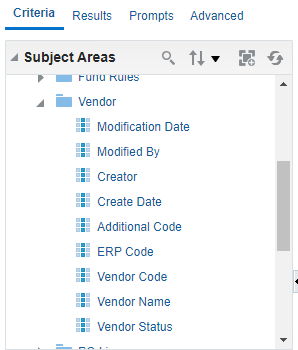 Criteria Results Prompts Advanced
Subject Areas
Fund Rules
Vendor
Modification Date
Modified By
Creator
Create Date
Additional Code
ERP Code
Vendor Code
Vendor Name
Vendor Status